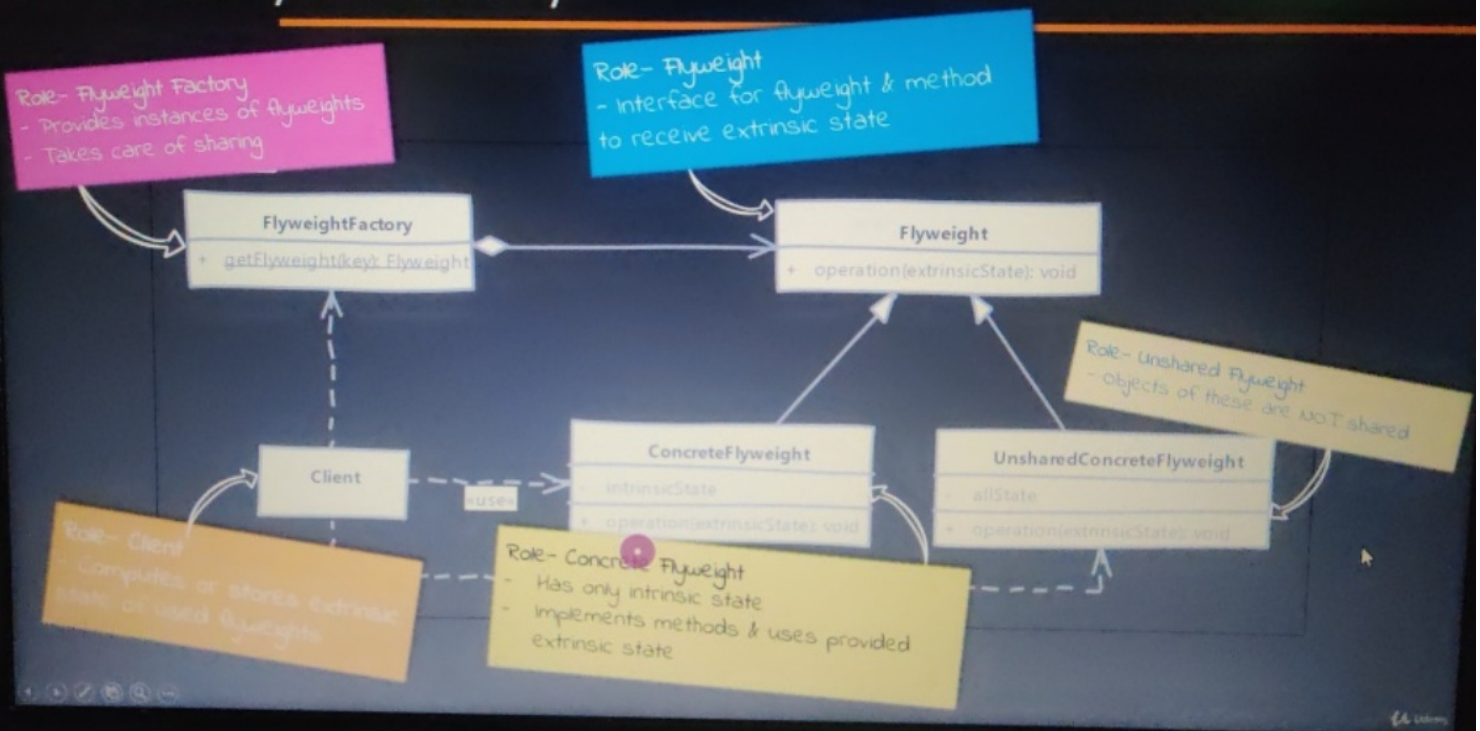 Role- Flyweight Factory
- Provides instances of flyweights
- Takes care of sharing
Role- Flyweight
- Interface for flyweight & method
to receive extrinsic state
FlyweightFactory
+ getFlyweight(key): Flyweight
Flyweight
+ operation(extrinsicState): void
Role- Unshared Flyweight
- Objects of these are NOT shared
Client
«use»
ConcreteFlyweight
- intrinsicState
+ operation(extrinsicState): void
UnsharedConcreteFlyweight
- allState
+ operation(extrinsicState): void
Role- Client
- Computes or stores extrinsic
state of used flyweights
Role- Concrete Flyweight
- Has only intrinsic state
- Implements methods & uses provided
extrinsic state
Udemy